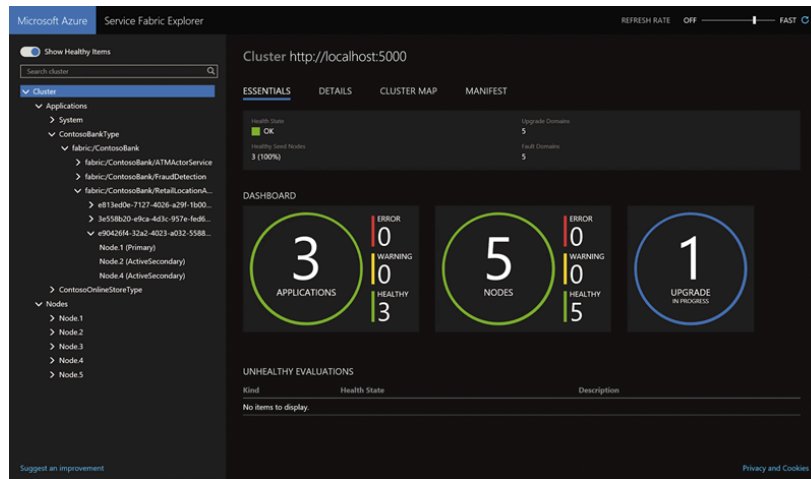 Microsoft Azure Service Fabric Explorer REFRESH RATE OFF FAST
Show Healthy Items
Search cluster
Cluster
Applications
System
ContosoBankType
fabric:/ContosoBank
fabric:/ContosoBank/ATMActorService
fabric:/ContosoBank/FraudDetection
fabric:/ContosoBank/RetailLocationA...
e813ed0e-7127-4026-a29f-1b00...
3e558b20-e9ca-4d3c-957e-fed6...
e90426f4-32a2-4023-a032-5588...
Node.1 (Primary)
Node.2 (ActiveSecondary)
Node.4 (ActiveSecondary)
ContosoOnlineStoreType
Nodes
Node.1
Node.2
Node.3
Node.4
Node.5
Suggest an improvement
Cluster http://localhost:5000
ESSENTIALS DETAILS CLUSTER MAP MANIFEST
Health State
OK
Upgrade Domains
5
Healthy Seed Nodes
3 (100%)
Fault Domains
5
DASHBOARD
3
APPLICATIONS
ERROR
0
WARNING
0
HEALTHY
3
5
NODES
ERROR
0
WARNING
0
HEALTHY
5
1
UPGRADE
IN PROGRESS
UNHEALTHY EVALUATIONS
Kind Health State Description
No items to display.
Privacy and Cookies